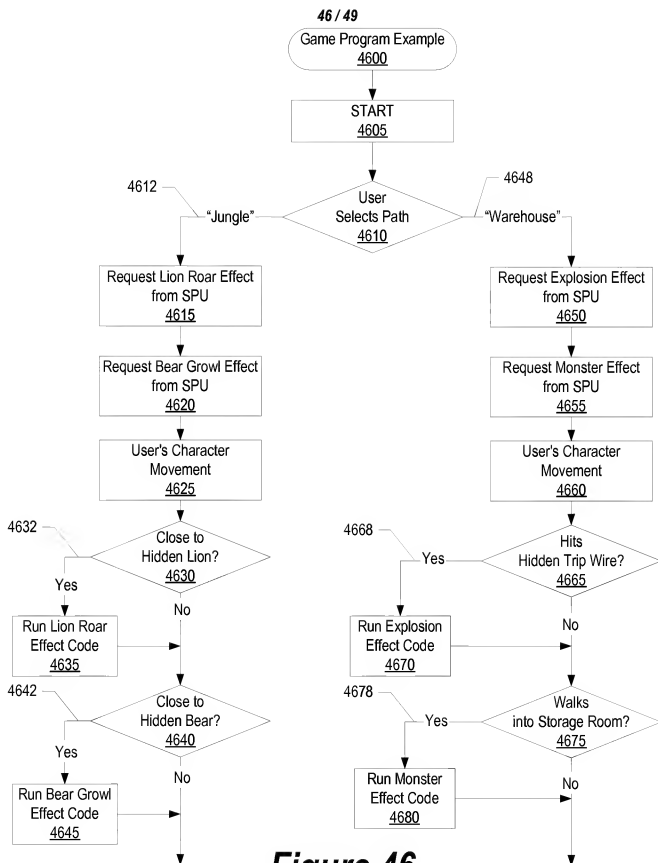 46 / 49
Game Program Example
4600
START
4605
User
Selects Path
4610
4612
"Jungle"
4648
"Warehouse"
Request Lion Roar Effect
from SPU
4615
Request Bear Growl Effect
from SPU
4620
User's Character
Movement
4625
4632
Close to
Hidden Lion?
4630
Yes
No
Run Lion Roar
Effect Code
4635
4642
Close to
Hidden Bear?
4640
Yes
No
Run Bear Growl
Effect Code
4645
Request Explosion Effect
from SPU
4650
Request Monster Effect
from SPU
4655
User's Character
Movement
4660
4668
Hits
Hidden Trip Wire?
4665
Yes
No
Run Explosion
Effect Code
4670
4678
Walks
into Storage Room?
4675
Yes
No
Run Monster
Effect Code
4680
Figure 46